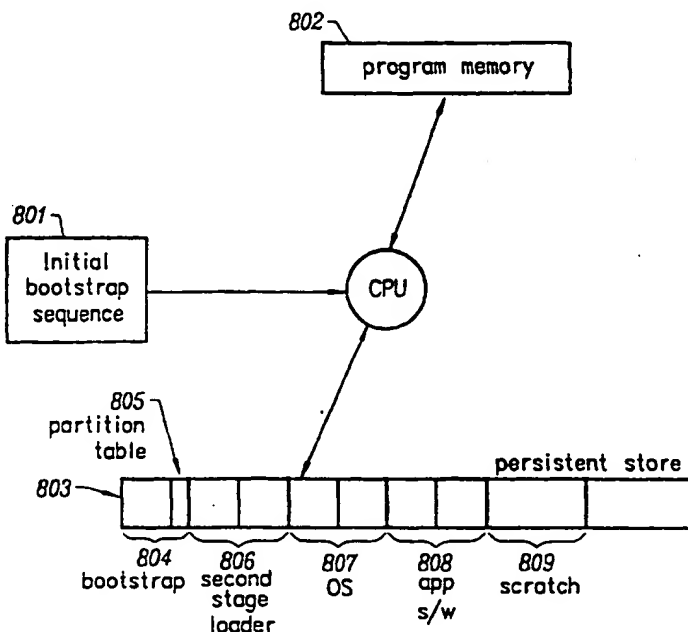 802
program memory
801
Initial
bootstrap
sequence
CPU
805
partition
table
persistent store
803
804
bootstrap
806
second
stage
loader
807
OS
808
app
s/w
809
scratch